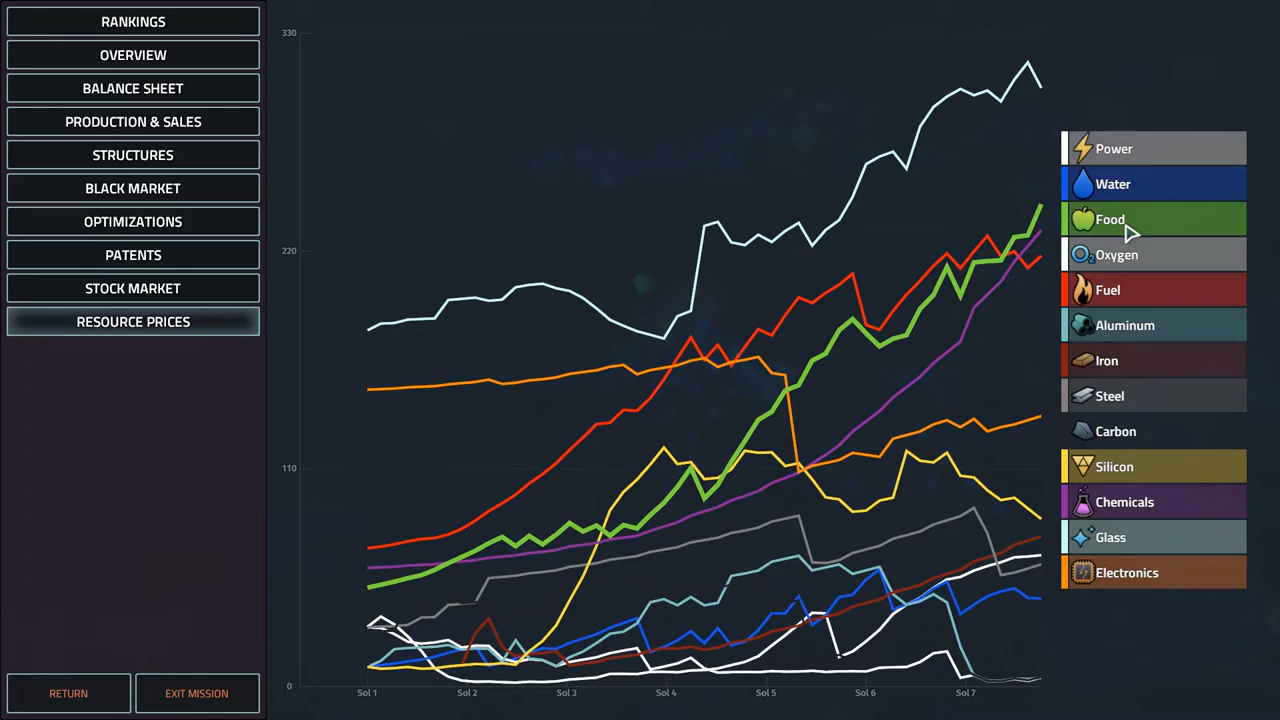 RANKINGS
OVERVIEW
BALANCE SHEET
PRODUCTION & SALES
STRUCTURES
BLACK MARKET
OPTIMIZATIONS
PATENTS
STOCK MARKET
RESOURCE PRICES
RETURN
EXIT MISSION
330
220
110
0
Sol 1
Sol 2
Sol 3
Sol 4
Sol 5
Sol 6
Sol 7
Power
Water
Food
O2 Oxygen
Fuel
Aluminum
Iron
Steel
Carbon
Silicon
Chemicals
Glass
Electronics